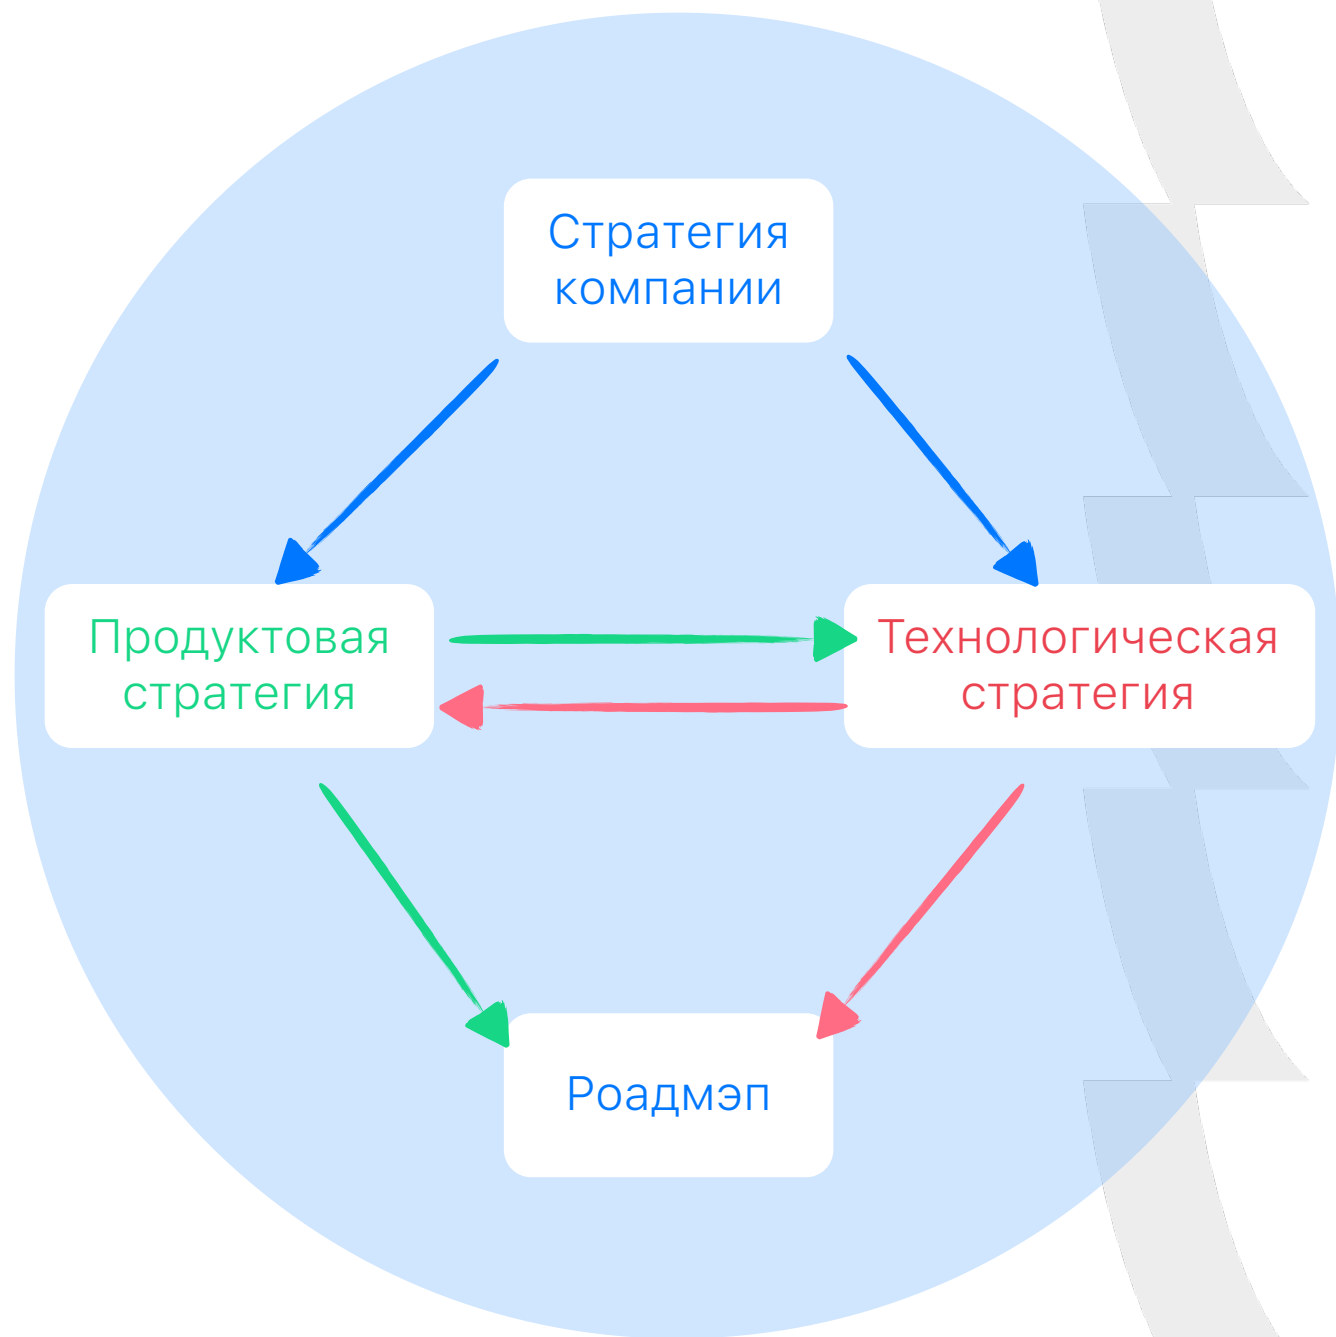 Стратегия
компании
Продуктовая
стратегия
Технологическая
стратегия
Роадмэп